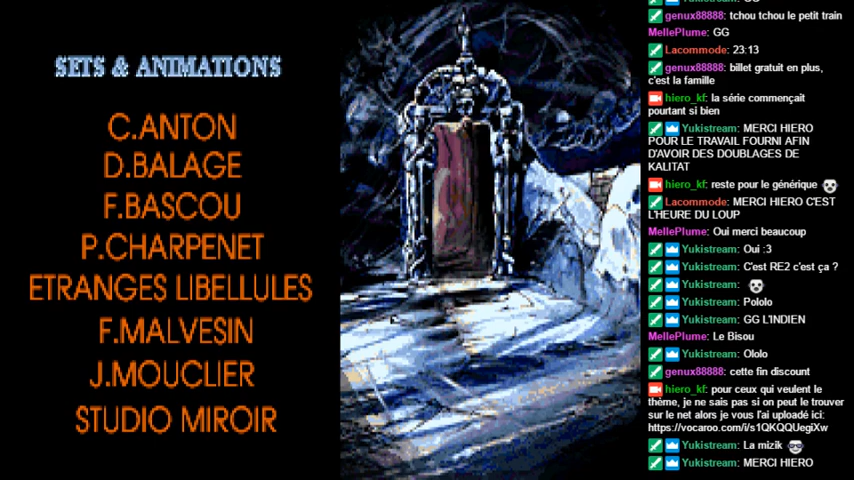 SETS & ANIMATIONS
C.ANTON
D.BALAGE
F.BASCOU
P.CHARPENET
ETRANGES LIBELLULES
F.MALVESIN
J.MOUCLIER
STUDIO MIROIR
genux88888: tchou tchou le petit train
MellePlume: GG
Lacommode: 23:13
genux88888: billet gratuit en plus,
c'est la famille
hiero_kf: la série commençait
pourtant si bien
Yukistream: MERCI HIERO
POUR LE TRAVAIL FOURNI AFIN
D'AVOIR DES DOUBLAGES DE
KALITAT
hiero_kf: reste pour le générique
Lacommode: MERCI HIERO C'EST
L'HEURE DU LOUP
MellePlume: Oui merci beaucoup
Yukistream: Oui :3
Yukistream: C'est RE2 c'est ça ?
Yukistream:
Yukistream: Pololo
Yukistream: GG L'INDIEN
MellePlume: Le Bisou
Yukistream: Ololo
genux88888: cette fin discount
hiero_kf: pour ceux qui veulent le
thème, je ne sais pas si on peut le trouver
sur le net alors je vous l'ai uploadé ici:
https://vocaroo.com/i/s1QKQQUegiXw
Yukistream: La mizik
Yukistream: MERCI HIERO